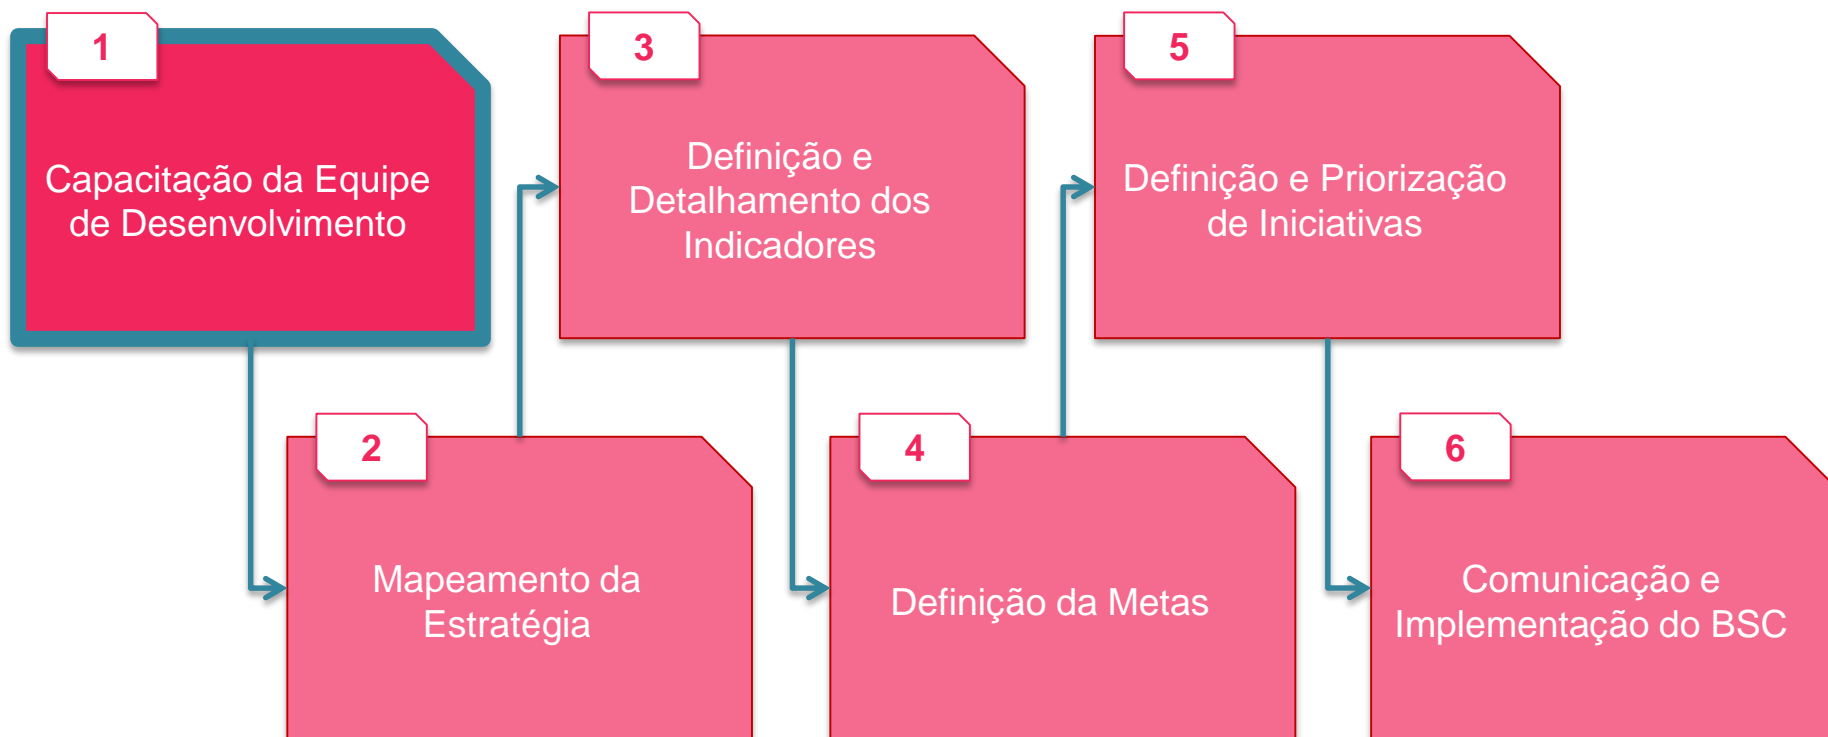 1
Capacitação da Equipe
de Desenvolvimento
2
Mapeamento da
Estratégia
3
Definição e
Detalhamento dos
Indicadores
4
Definição da Metas
5
Definição e Priorização
de Iniciativas
6
Comunicação e
Implementação do BSC